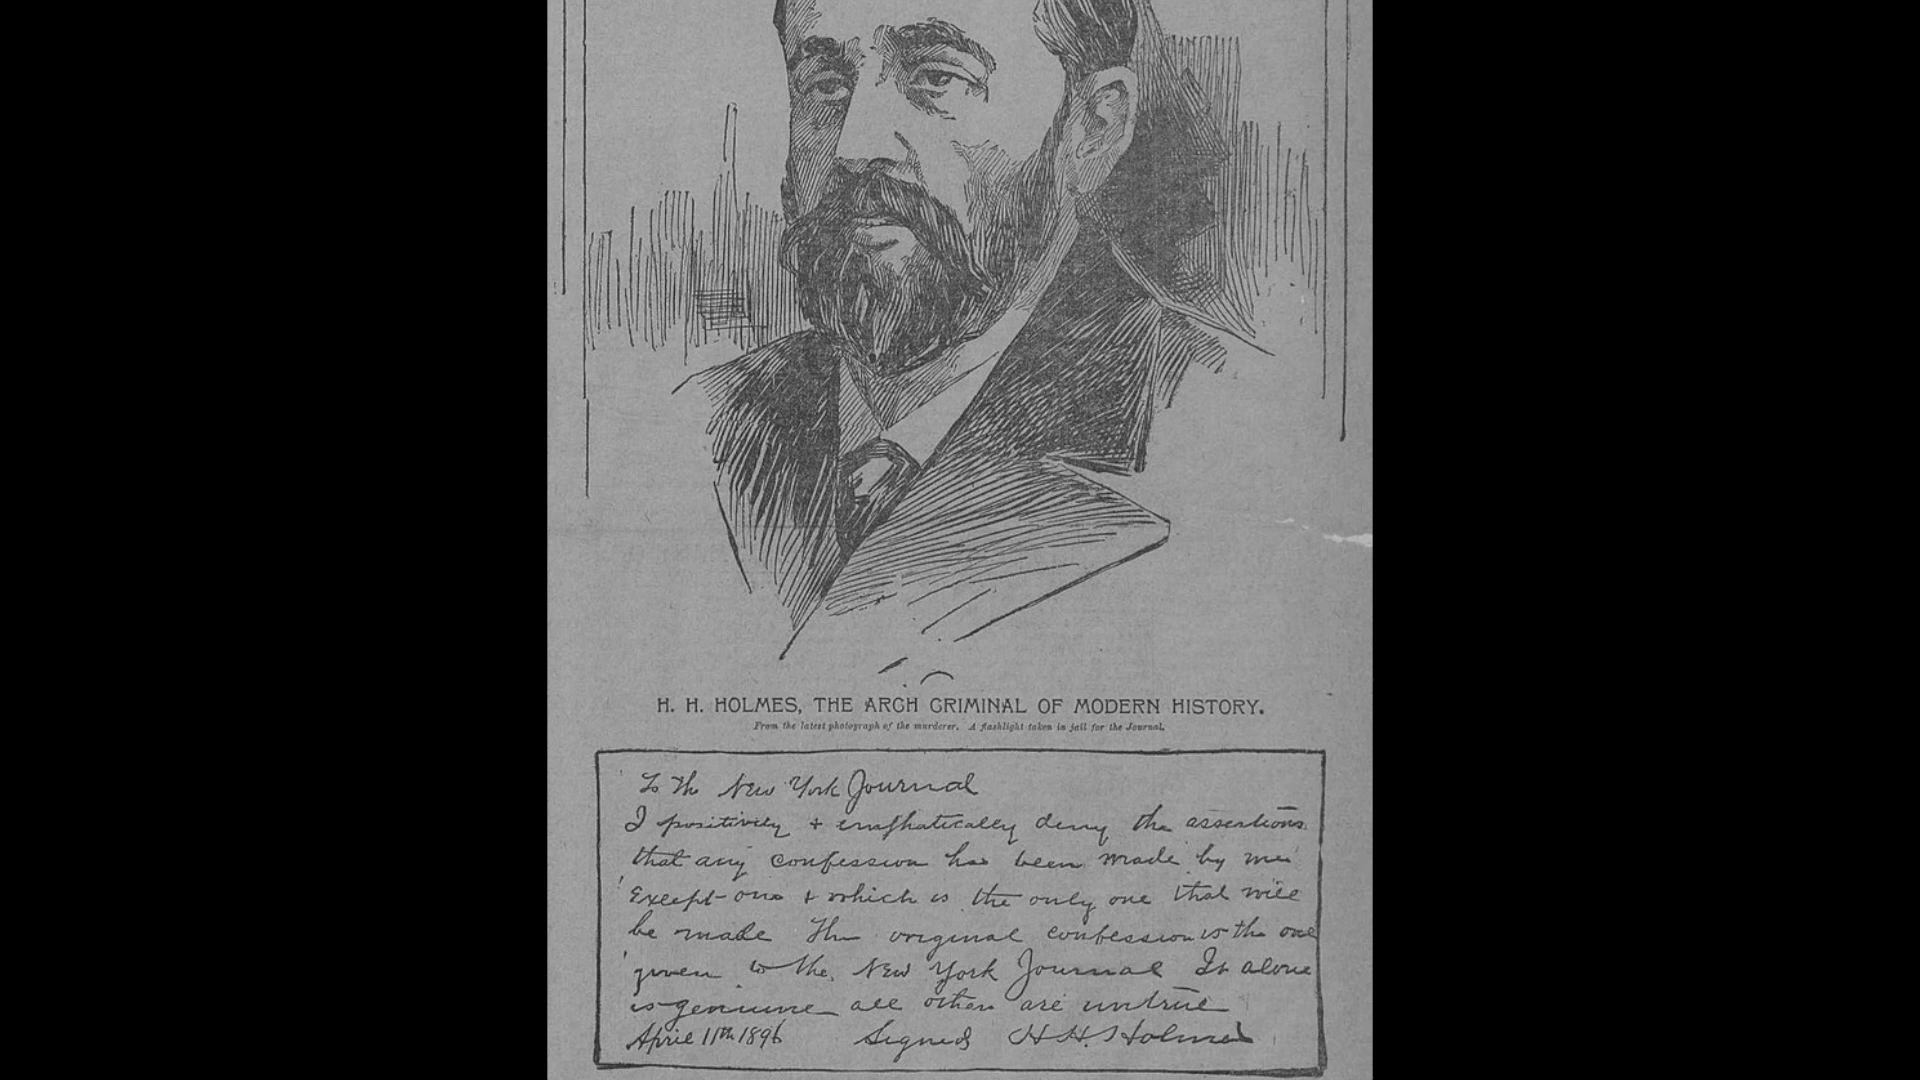 H. H. HOLMES, THE ARCH CRIMINAL OF MODERN HISTORY.
From the latest photograph of the murderer. A flashlight taken in jail for the Journal.
To the New York Journal
I positively + emphatically deny the assertions
that any confession has been made by me
Except one + which is the only one that will
be made The original confession is the one
given to the New York Journal It alone
is genuine all others are untrue
April 11th 1896 Signed H H. Holmes